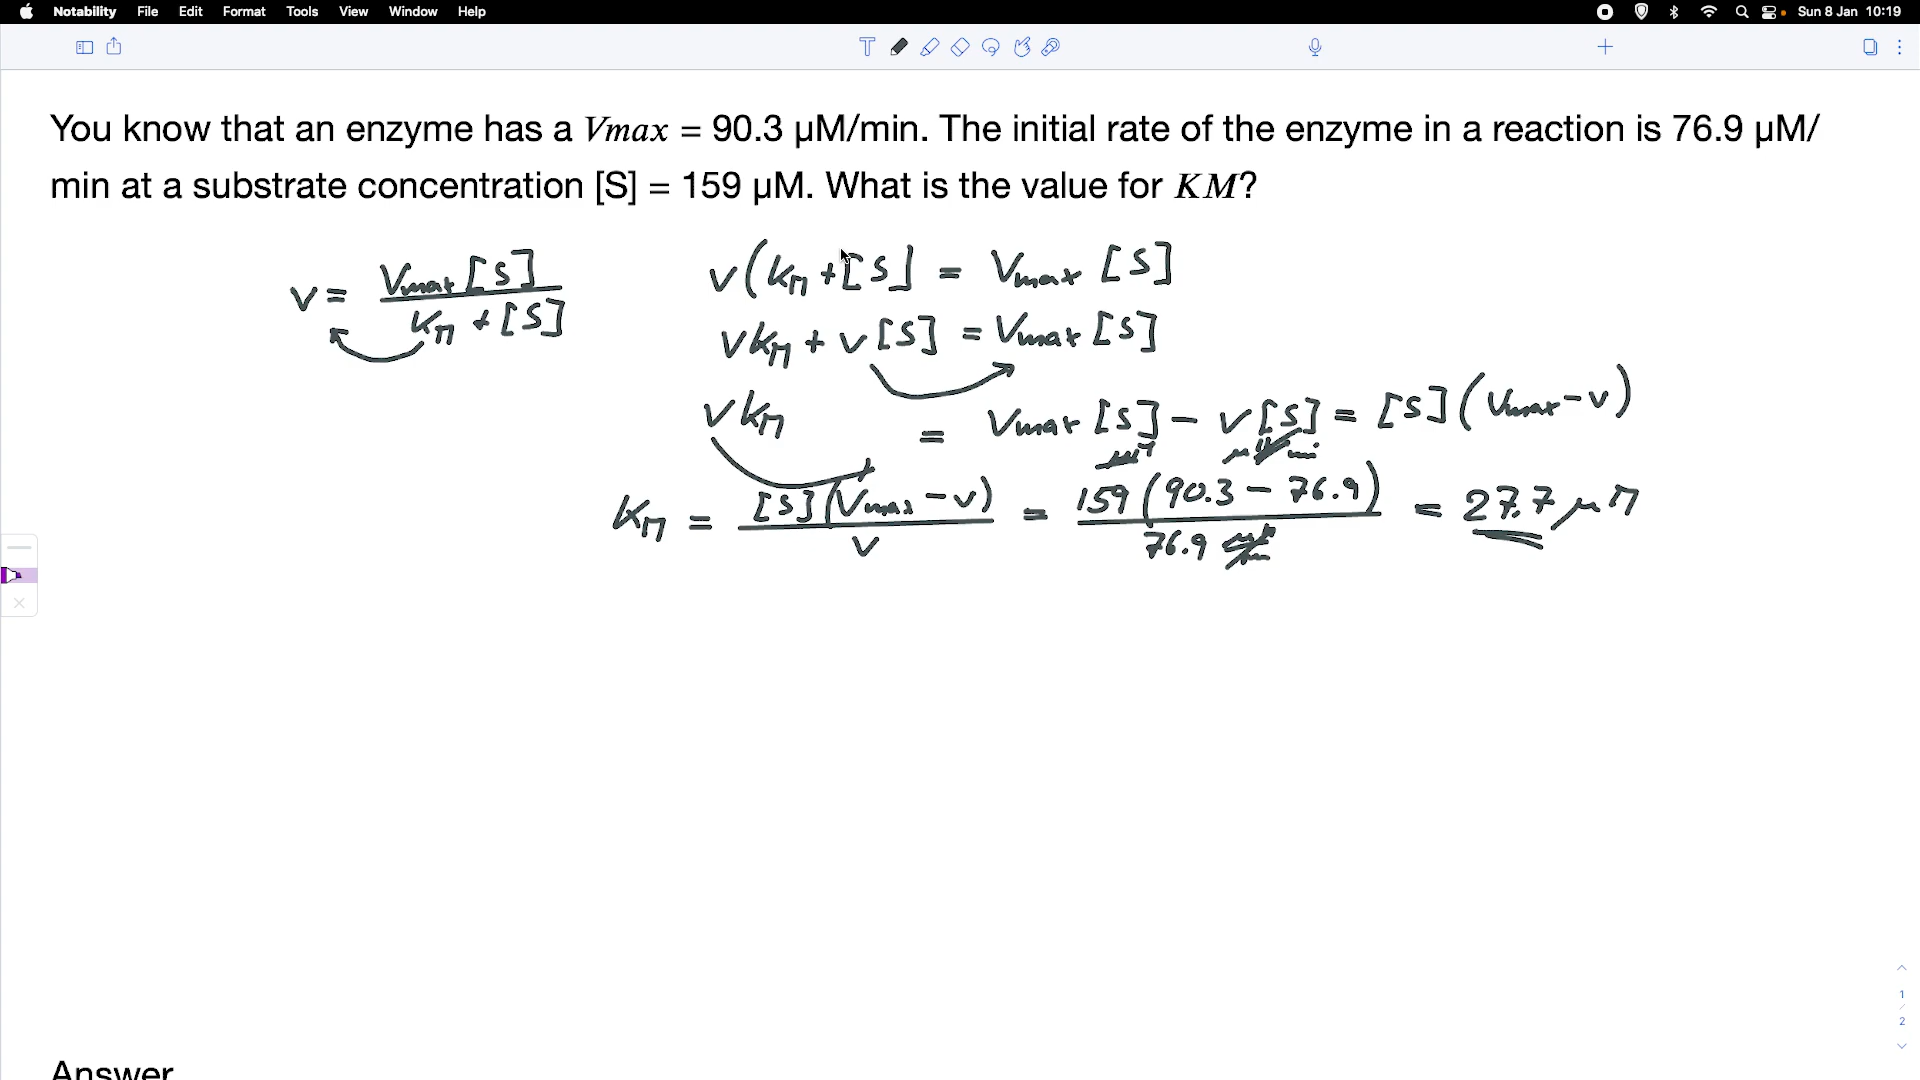 Notability File Edit Format Tools View Window Help Sun 8 Jan 10:19
You know that an enzyme has a Vmax = 90.3 μM/min. The initial rate of the enzyme in a reaction is 76.9 μM/
min at a substrate concentration [S] = 159 μM. What is the value for KM?
v = Vmax [S] / KM + [S]
v(KM + [S] = Vmax [S]
vKM + v[S] = Vmax [S]
vKM = Vmax [S] - v[S] = [S](Vmax - v)
KM = [S](Vmax - v) / v = 159 (90.3 - 76.9) / 76.9 = 27.7 μM
1
/
2
Answer